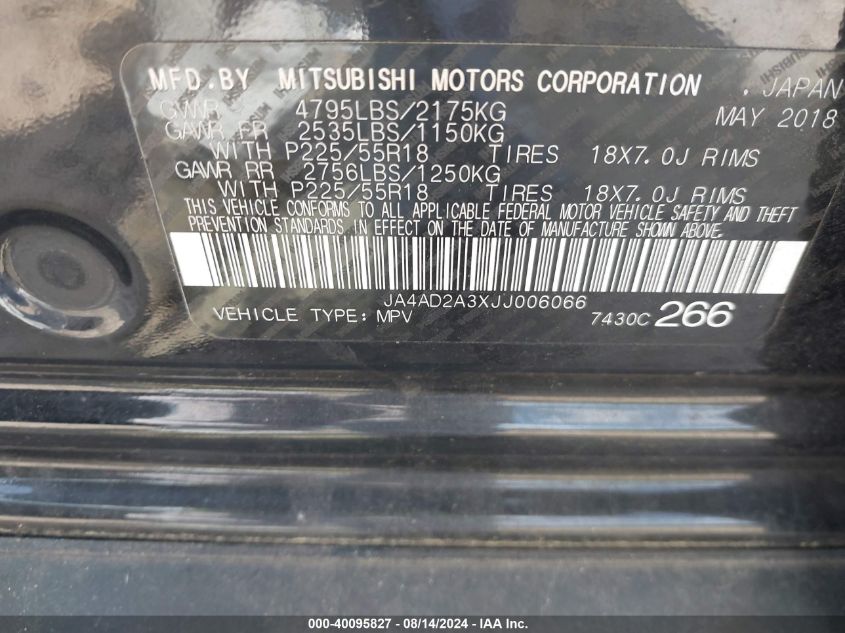 MFD.BY MITSUBISHI MOTORS CORPORATION . JAPAN
GVWR 4795LBS/2175KG MAY 2018
GAWR FR 2535LBS/1150KG
WITH P225/55R18 TIRES 18X7.0J RIMS
GAWR RR 2756LBS/1250KG
WITH P225/55R18 TIRES 18X7.0J RIMS
THIS VEHICLE CONFORMS TO ALL APPLICABLE FEDERAL MOTOR VEHICLE SAFETY AND THEFT
PREVENTION STANDARDS IN EFFECT ON THE DATE OF MANUFACTURE SHOWN ABOVE.
JA4AD2A3XJJ006066
VEHICLE TYPE: MPV 7430C 266
000-40095827 - 08/14/2024 - IAAI.com.